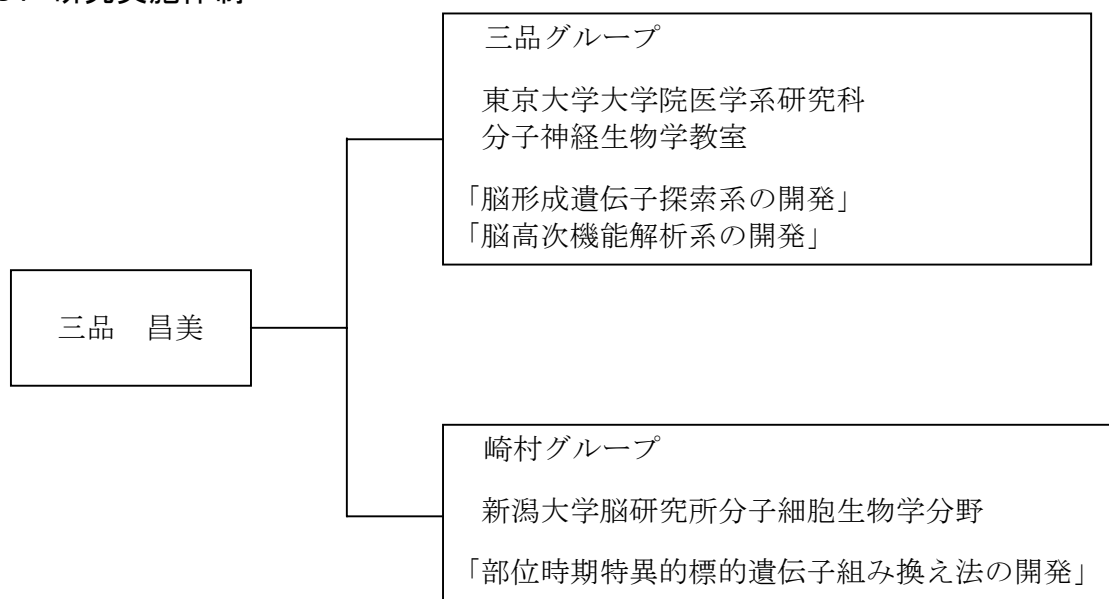 三品グループ
東京大学大学院医学系研究科
分子神経生物学教室
「脳形成遺伝子探索系の開発」
「脳高次機能解析系の開発」
三品　昌美
崎村グループ
新潟大学脳研究所分子細胞生物学分野
「部位時期特異的標的遺伝子組み換え法の開発」